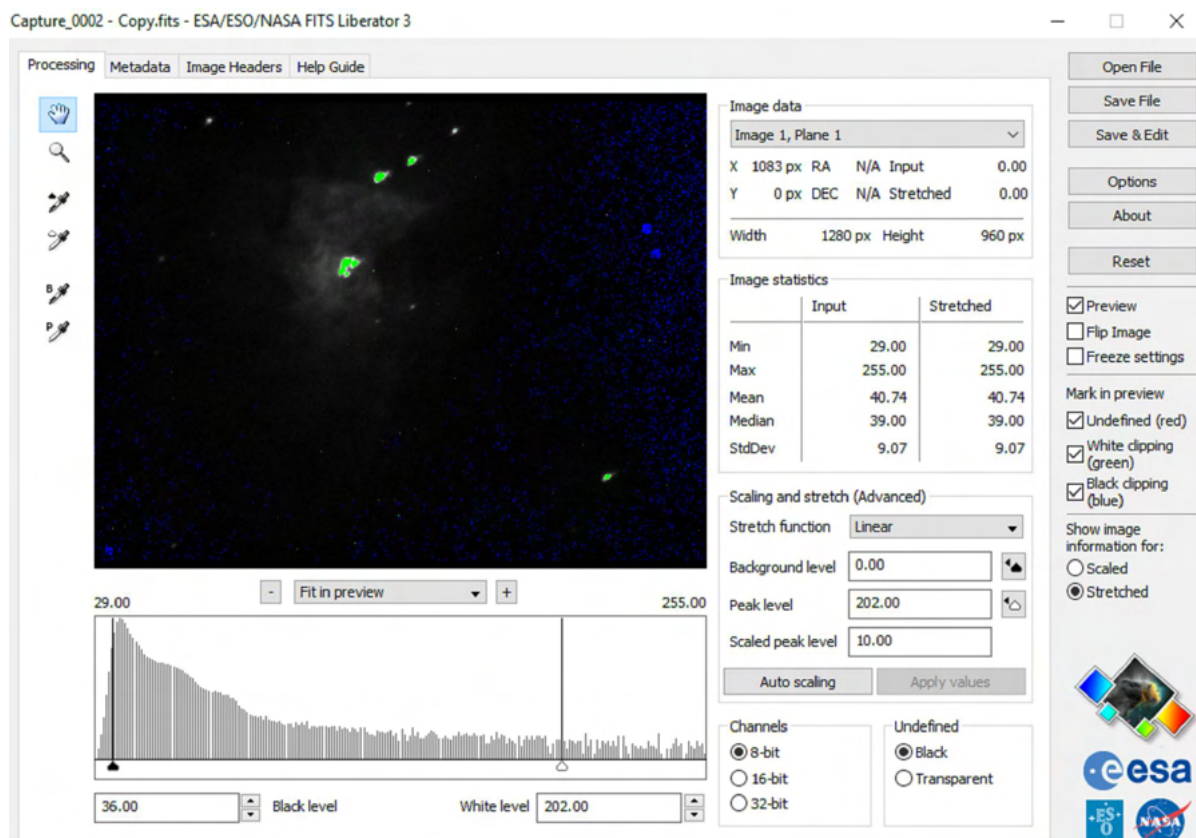 Capture_0002 - Copy.fits - ESA/ESO/NASA FITS Liberator 3
Processing Metadata Image Headers Help Guide
Image data
Image 1, Plane 1
X 1083 px RA N/A Input 0.00
Y 0 px DEC N/A Stretched 0.00
Width 1280 px Height 960 px
Image statistics
Input Stretched
Min 29.00 29.00
Max 255.00 255.00
Mean 40.74 40.74
Median 39.00 39.00
StdDev 9.07 9.07
Scaling and stretch (Advanced)
Stretch function Linear
Background level 0.00
Peak level 202.00
Scaled peak level 10.00
Auto scaling Apply values
Channels
8-bit
16-bit
32-bit
Undefined
Black
Transparent
B
P
- Fit in preview +
29.00 255.00
36.00 Black level White level 202.00
Open File
Save File
Save & Edit
Options
About
Reset
Preview
Flip Image
Freeze settings
Mark in preview
Undefined (red)
White clipping
(green)
Black clipping
(blue)
Show image
information for:
Scaled
Stretched
esa
ESO
NASA